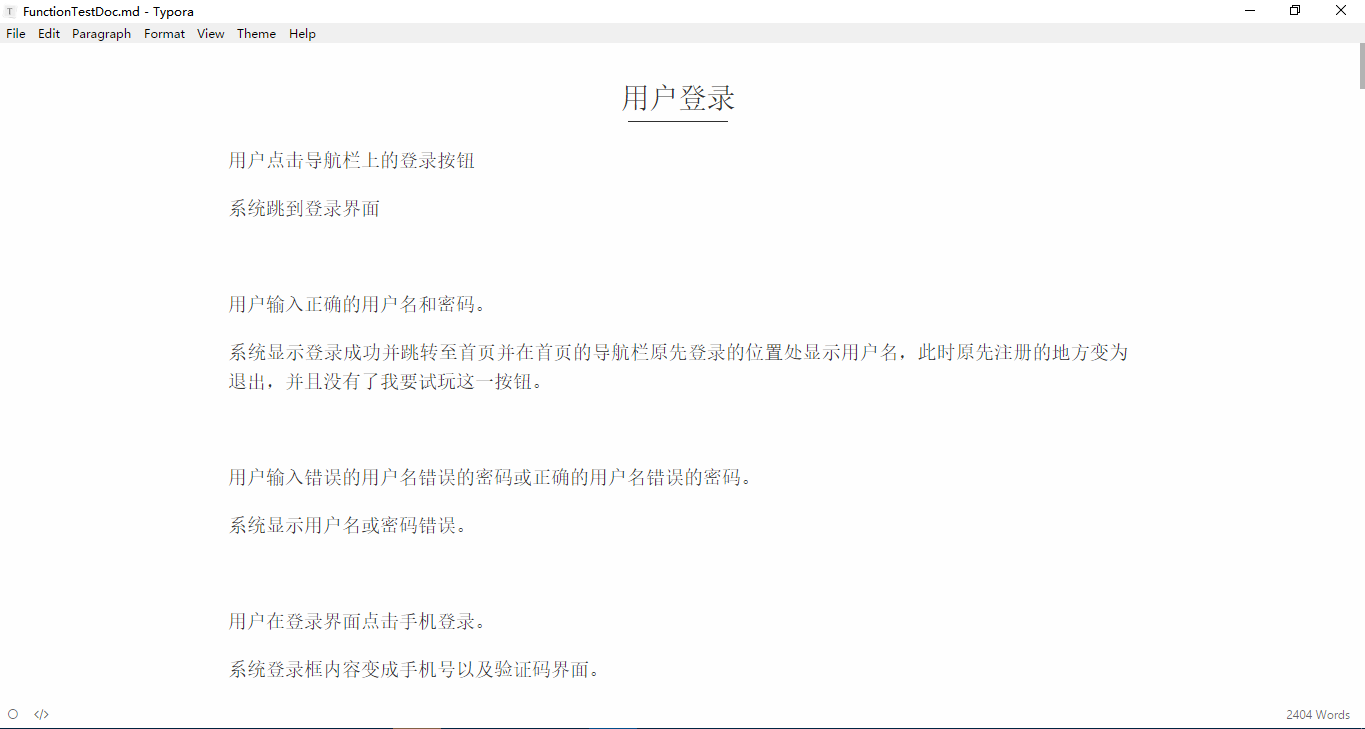 FunctionTestDoc.md - Typora
File Edit Paragraph Format View Theme Help
用户登录
用户点击导航栏上的登录按钮
系统跳到登录界面
用户输入正确的用户名和密码。
系统显示登录成功并跳转至首页并在首页的导航栏原先登录的位置处显示用户名，此时原先注册的地方变为
退出，并且没有了我要试玩这一按钮。
用户输入错误的用户名错误的密码或正确的用户名错误的密码。
系统显示用户名或密码错误。
用户在登录界面点击手机登录。
系统登录框内容变成手机号以及验证码界面。
</> 2404 Words